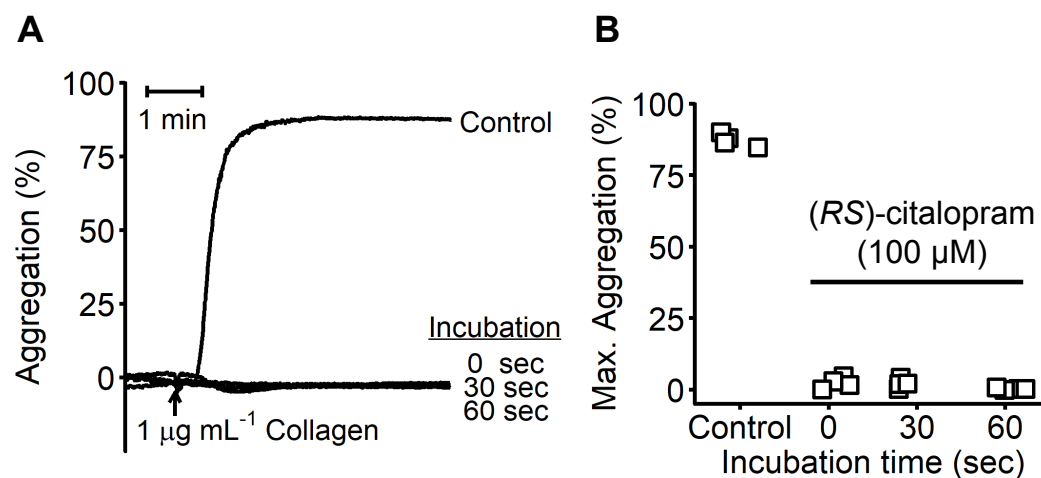 A
Aggregation (%)
100
75
50
25
0
1 min
Control
Incubation
0 sec
30 sec
60 sec
1 µg mL⁻¹ Collagen
B
Max. Aggregation (%)
100
75
50
25
0
(RS)-citalopram
(100 µM)
Control 0 30 60
Incubation time (sec)